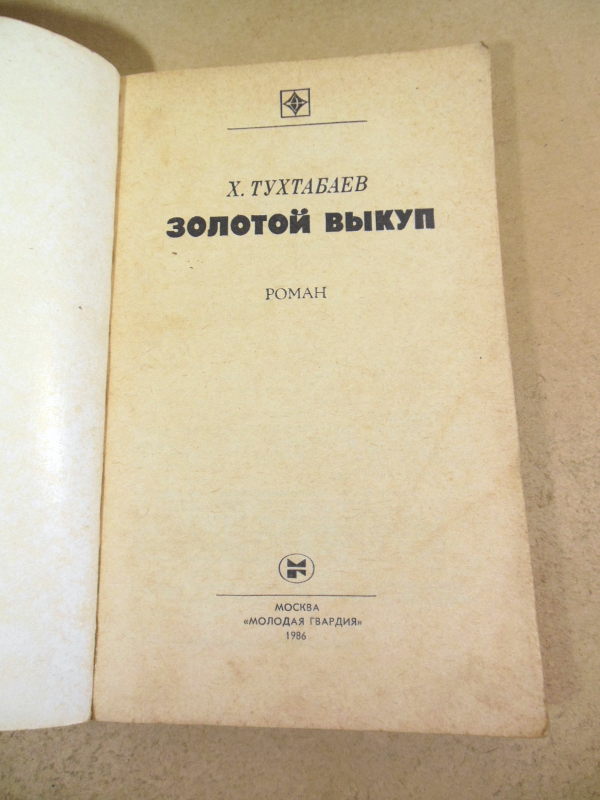 Х. ТУХТАБАЕВ
ЗОЛОТОЙ ВЫКУП
РОМАН
МОСКВА
«МОЛОДАЯ ГВАРДИЯ»
1986